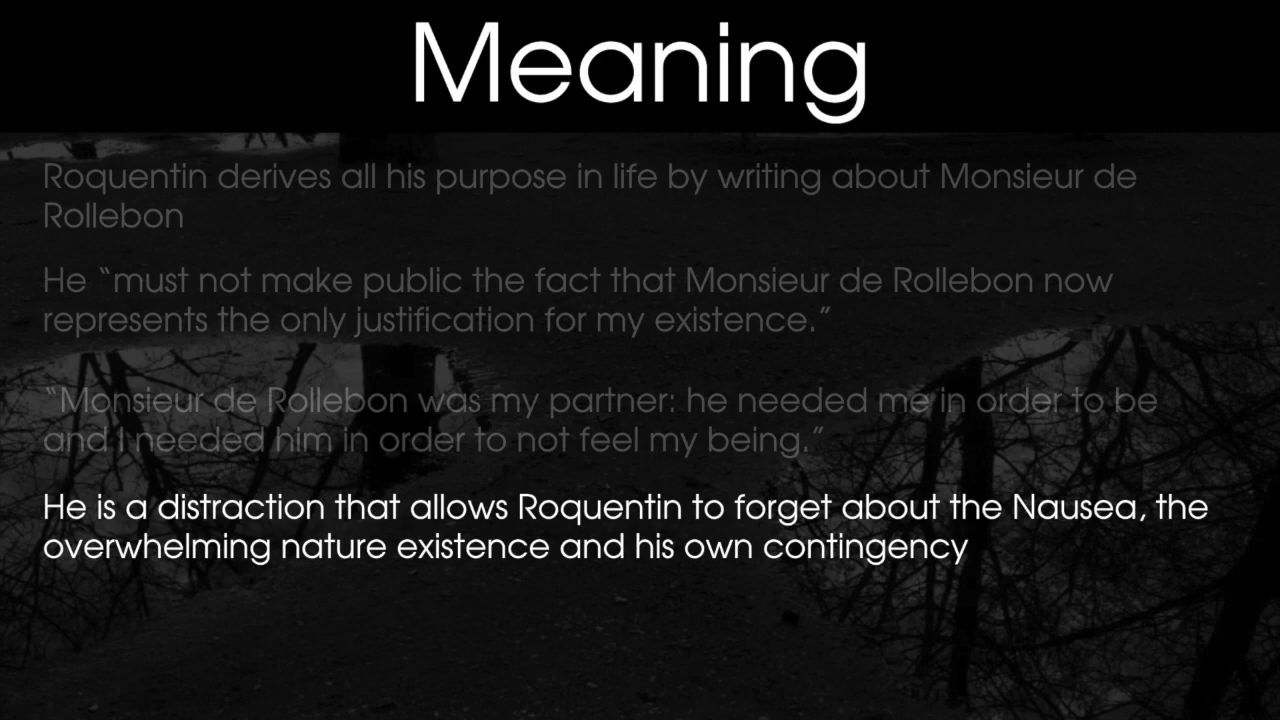 Meaning
Roquentin derives all his purpose in life by writing about Monsieur de
Rollebon
He “must not make public the fact that Monsieur de Rollebon now
represents the only justification for my existence.”
“Monsieur de Rollebon was my partner: he needed me in order to be
and I needed him in order to not feel my being.”
He is a distraction that allows Roquentin to forget about the Nausea, the
overwhelming nature existence and his own contingency